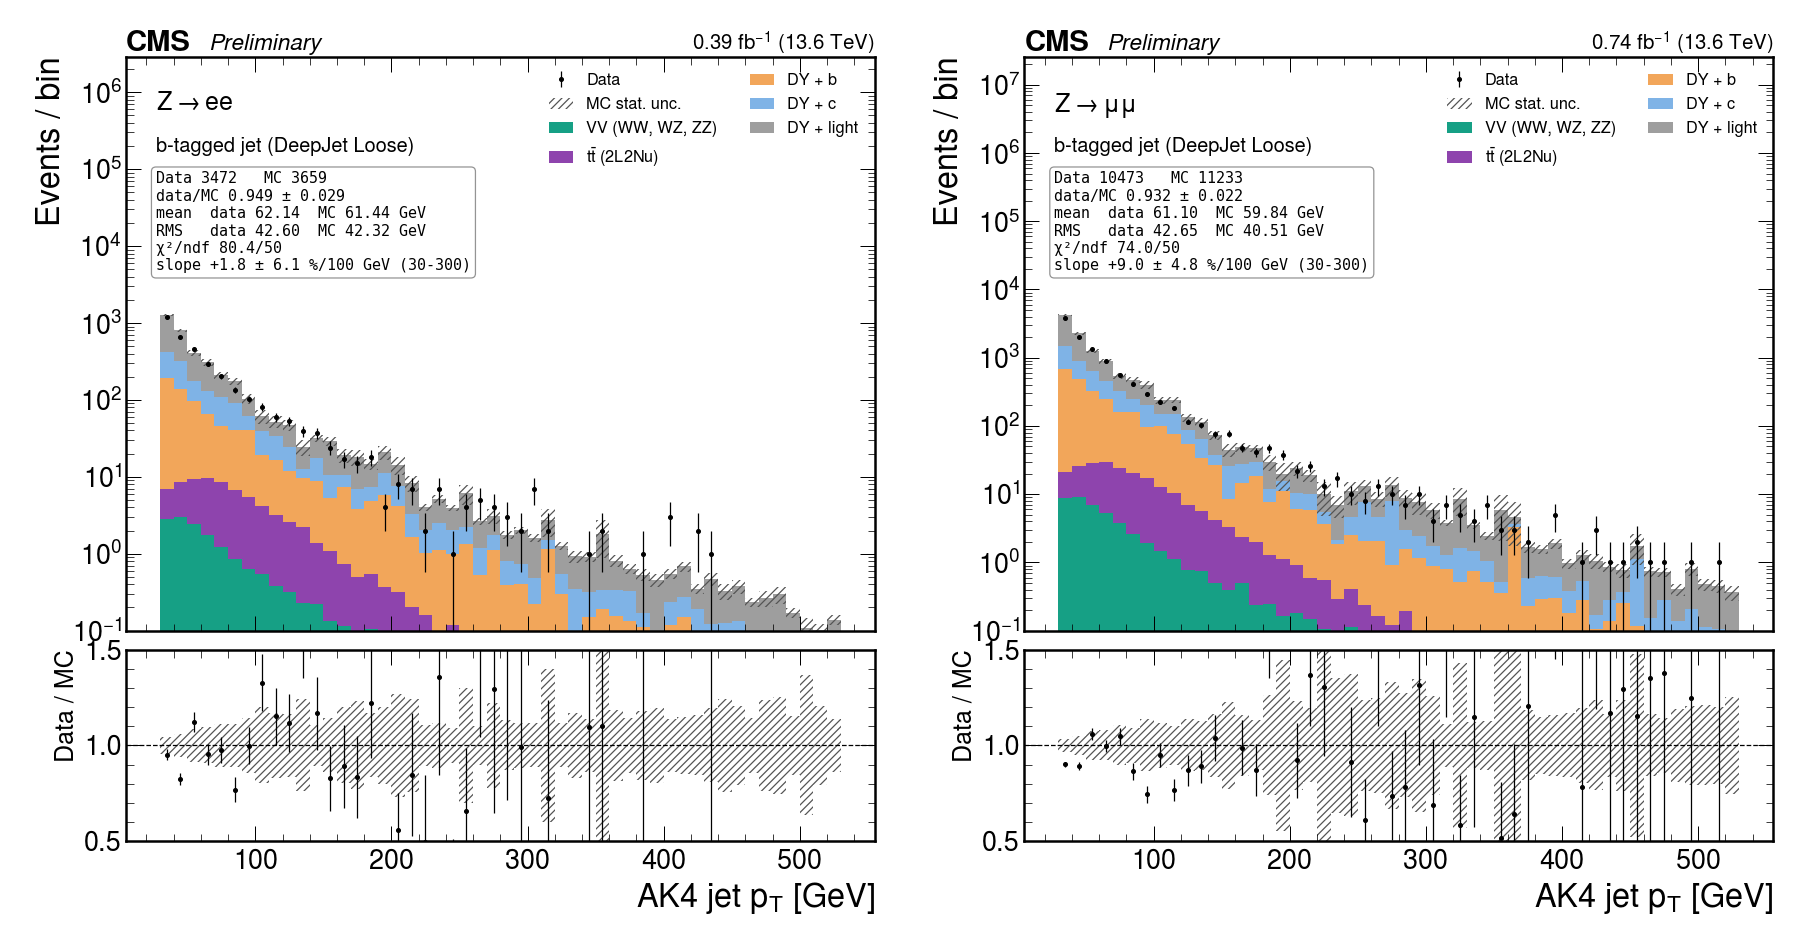 CMS Preliminary 0.39 fb⁻¹ (13.6 TeV)
Events / bin
Z → ee
b-tagged jet (DeepJet Loose)
Data 3472 MC 3659
data/MC 0.949 ± 0.029
mean data 62.14 MC 61.44 GeV
RMS data 42.60 MC 42.32 GeV
χ²/ndf 80.4/50
slope +1.8 ± 6.1 %/100 GeV (30-300)
Data
MC stat. unc.
VV (WW, WZ, ZZ)
tt̄ (2L2Nu)
DY + b
DY + c
DY + light
10⁶
10⁵
10⁴
10³
10²
10¹
10⁰
10⁻¹
Data / MC
1.5
1.0
0.5
100 200 300 400 500
AK4 jet p_T [GeV]
CMS Preliminary 0.74 fb⁻¹ (13.6 TeV)
Events / bin
Z → μμ
b-tagged jet (DeepJet Loose)
Data 10473 MC 11233
data/MC 0.932 ± 0.022
mean data 61.10 MC 59.84 GeV
RMS data 42.65 MC 40.51 GeV
χ²/ndf 74.0/50
slope +9.0 ± 4.8 %/100 GeV (30-300)
Data
MC stat. unc.
VV (WW, WZ, ZZ)
tt̄ (2L2Nu)
DY + b
DY + c
DY + light
10⁷
10⁶
10⁵
10⁴
10³
10²
10¹
10⁰
10⁻¹
Data / MC
1.5
1.0
0.5
100 200 300 400 500
AK4 jet p_T [GeV]